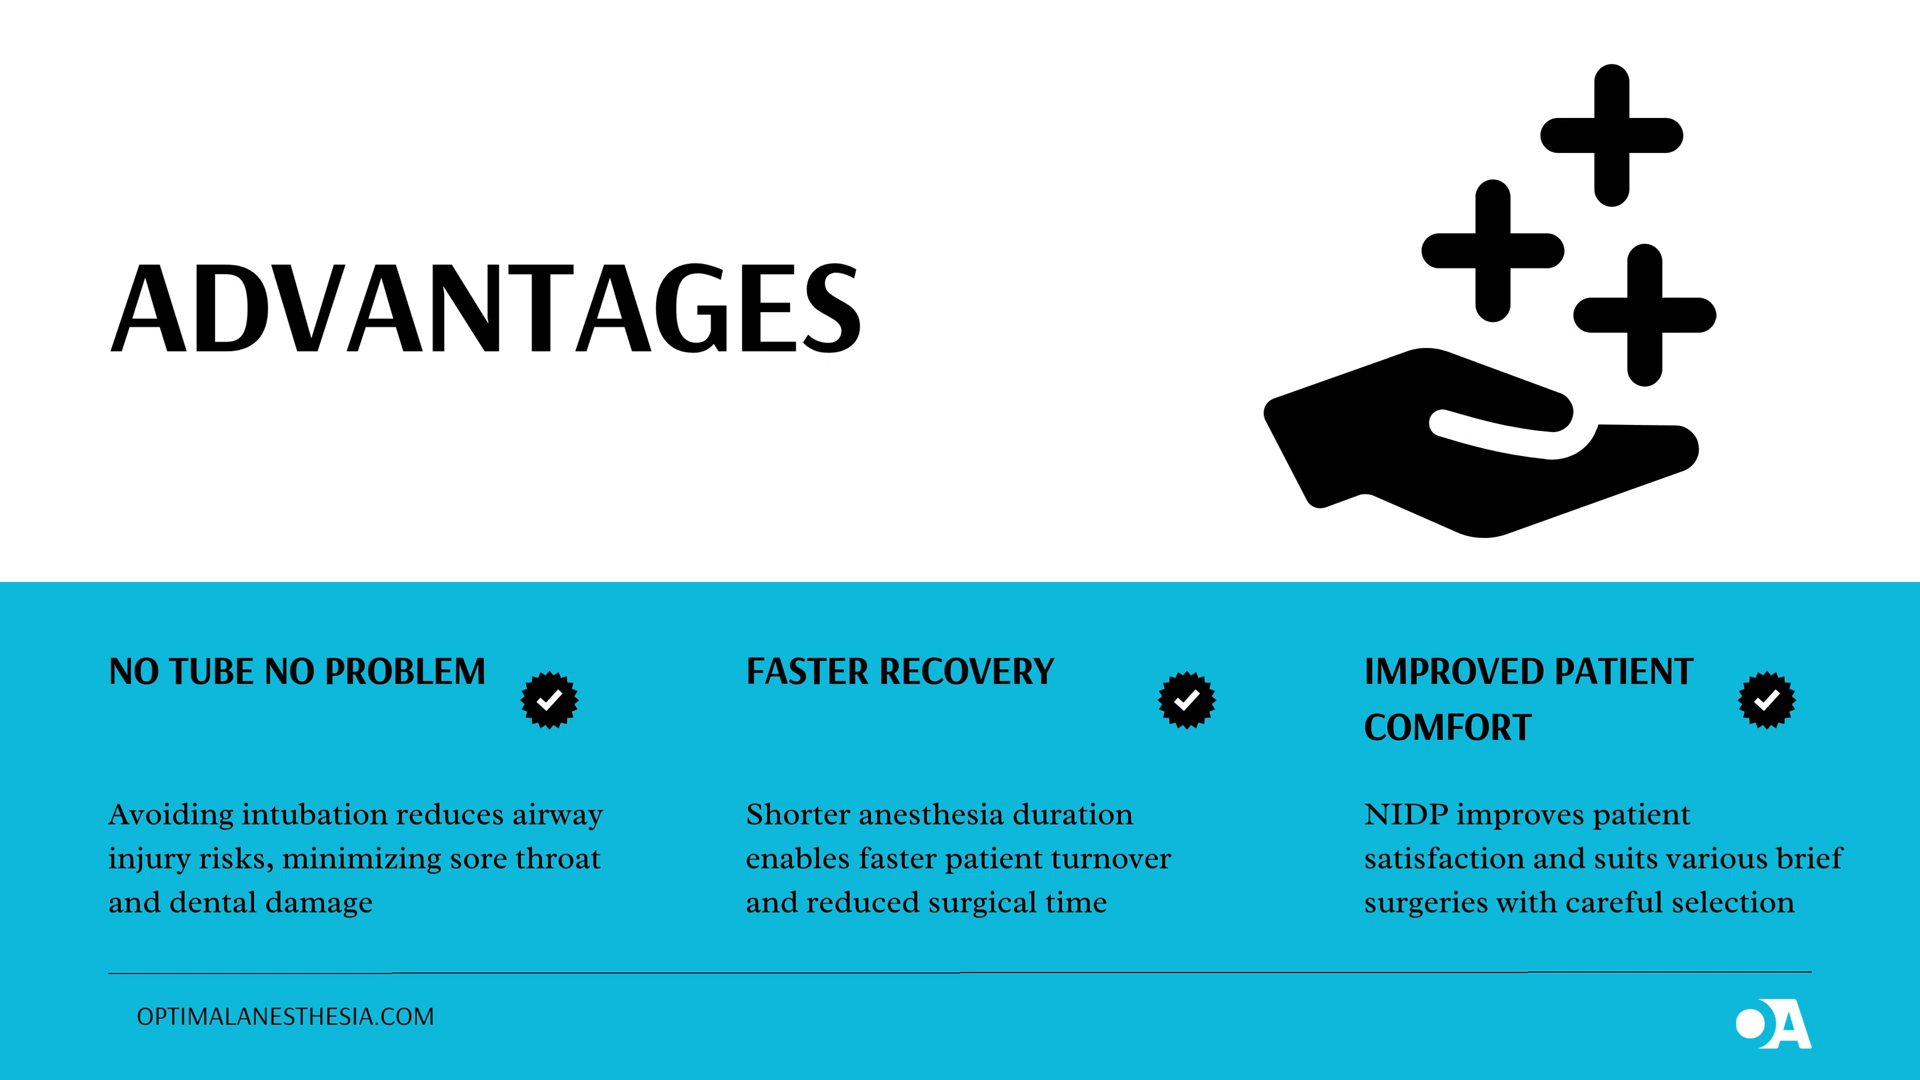 ADVANTAGES
NO TUBE NO PROBLEM
Avoiding intubation reduces airway
injury risks, minimizing sore throat
and dental damage
FASTER RECOVERY
Shorter anesthesia duration
enables faster patient turnover
and reduced surgical time
IMPROVED PATIENT
COMFORT
NIDP improves patient
satisfaction and suits various brief
surgeries with careful selection
OPTIMALANESTHESIA.COM
OA